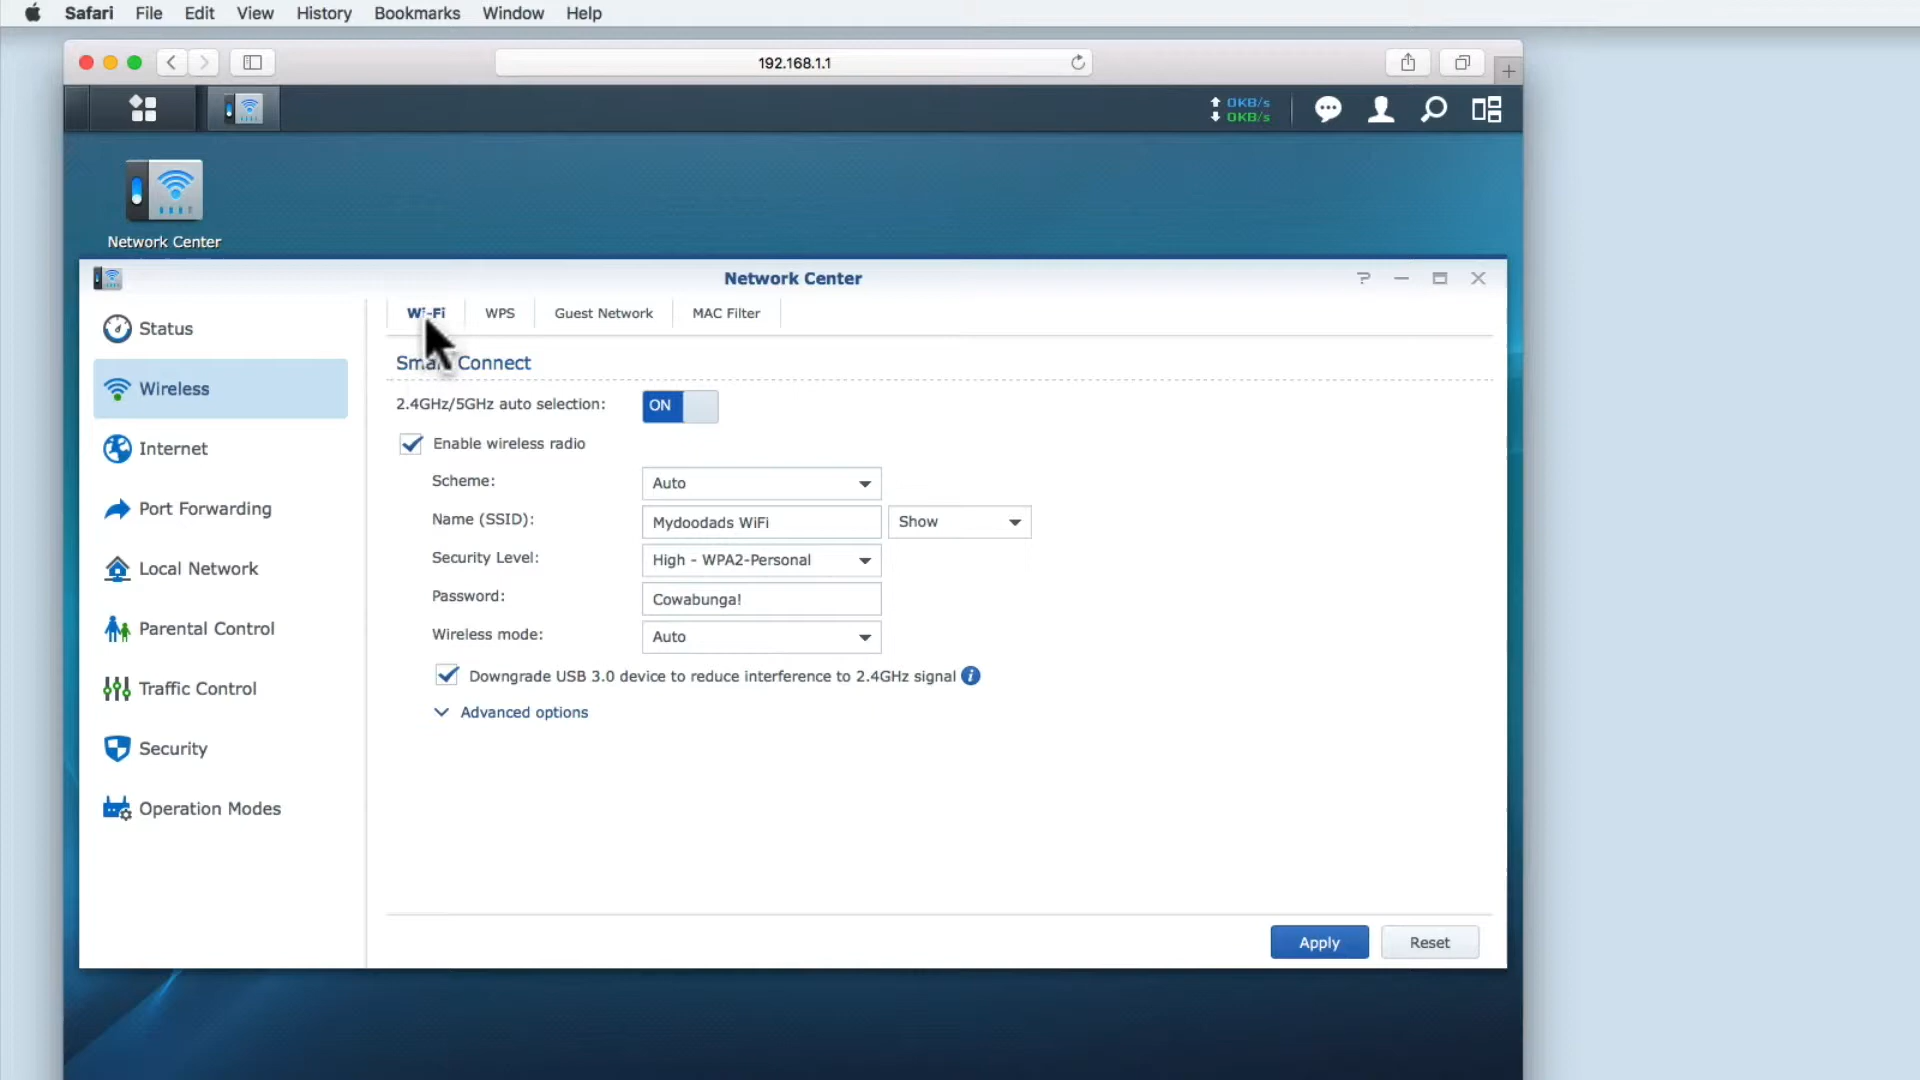 Safari File Edit View History Bookmarks Window Help
192.168.1.1
0KB/s
0KB/s
Network Center
Network Center
Wi-Fi WPS Guest Network MAC Filter
Status
Wireless
Internet
Port Forwarding
Local Network
Parental Control
Traffic Control
Security
Operation Modes
Smart Connect
2.4GHz/5GHz auto selection: ON
Enable wireless radio
Scheme: Auto
Name (SSID): Mydoodads WiFi Show
Security Level: High - WPA2-Personal
Password: Cowabunga!
Wireless mode: Auto
Downgrade USB 3.0 device to reduce interference to 2.4GHz signal
Advanced options
Apply Reset